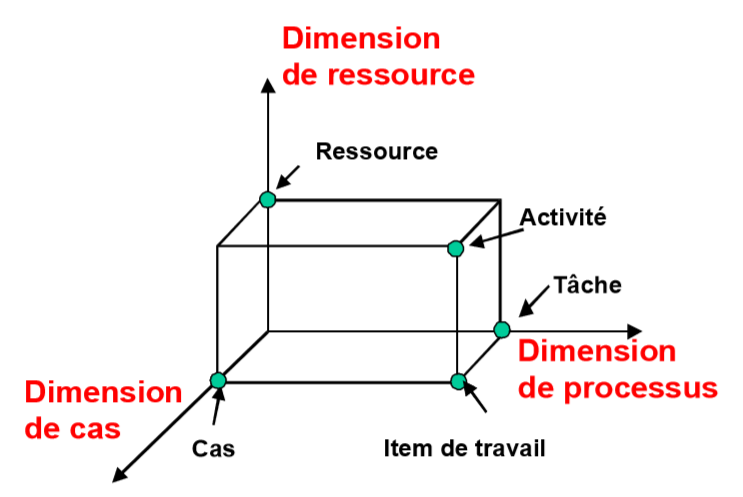 Dimension
de ressource
Ressource
Activité
Tâche
Dimension
de processus
Dimension
de cas
Cas
Item de travail